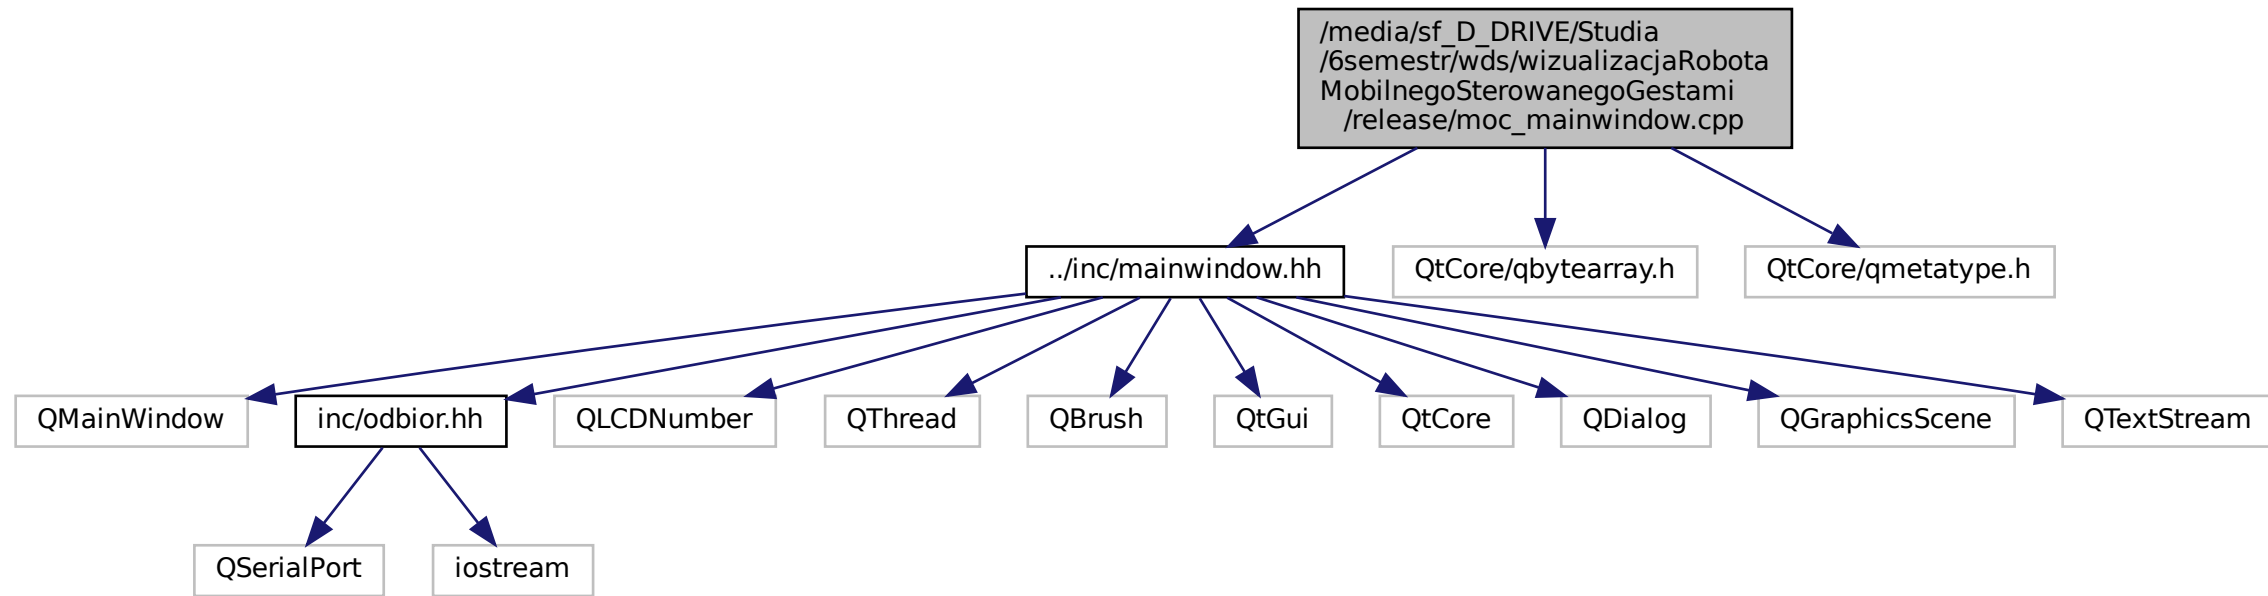 /media/sf_D_DRIVE/Studia
/6semestr/wds/wizualizacjaRobota
MobilnegoSterowanegoGestami
/release/moc_mainwindow.cpp
../inc/mainwindow.hh
QtCore/qbytearray.h
QtCore/qmetatype.h
QMainWindow
inc/odbior.hh
QLCDNumber
QThread
QBrush
QtGui
QtCore
QDialog
QGraphicsScene
QTextStream
QSerialPort
iostream